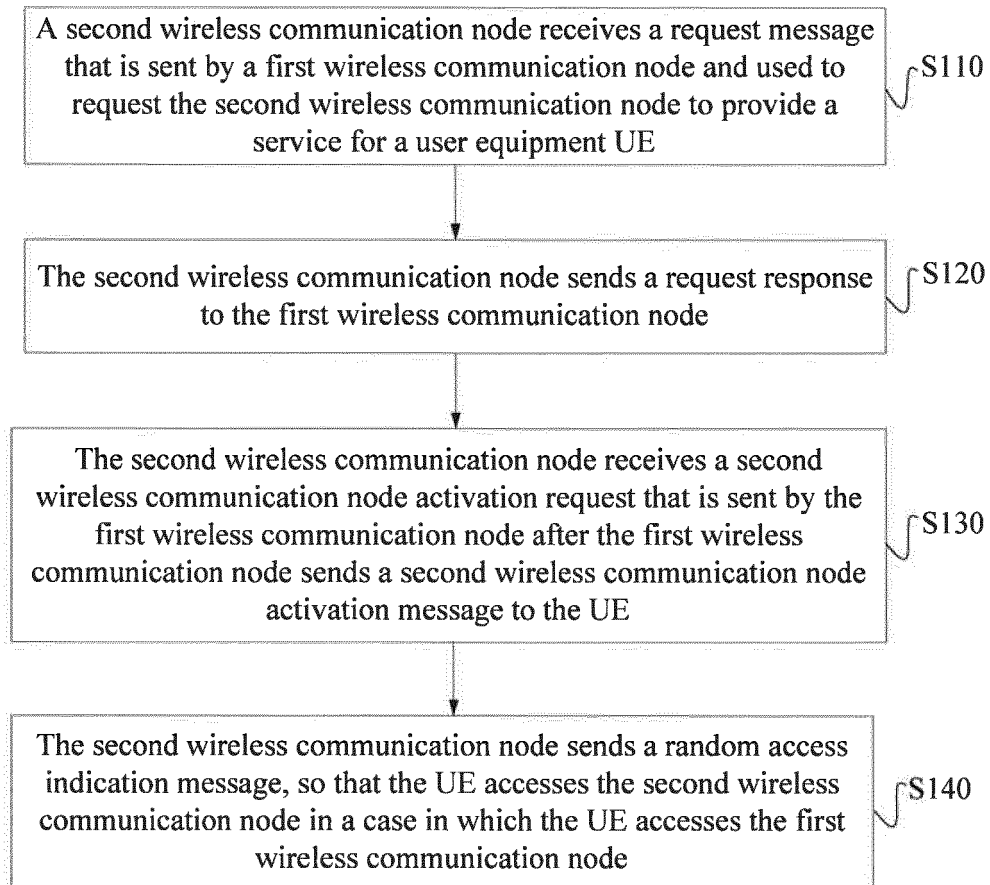 A second wireless communication node receives a request message
that is sent by a first wireless communication node and used to
request the second wireless communication node to provide a
service for a user equipment UE
S110
The second wireless communication node sends a request response
to the first wireless communication node
S120
The second wireless communication node receives a second
wireless communication node activation request that is sent by the
first wireless communication node after the first wireless
communication node sends a second wireless communication node
activation message to the UE
S130
The second wireless communication node sends a random access
indication message, so that the UE accesses the second wireless
communication node in a case in which the UE accesses the first
wireless communication node
S140